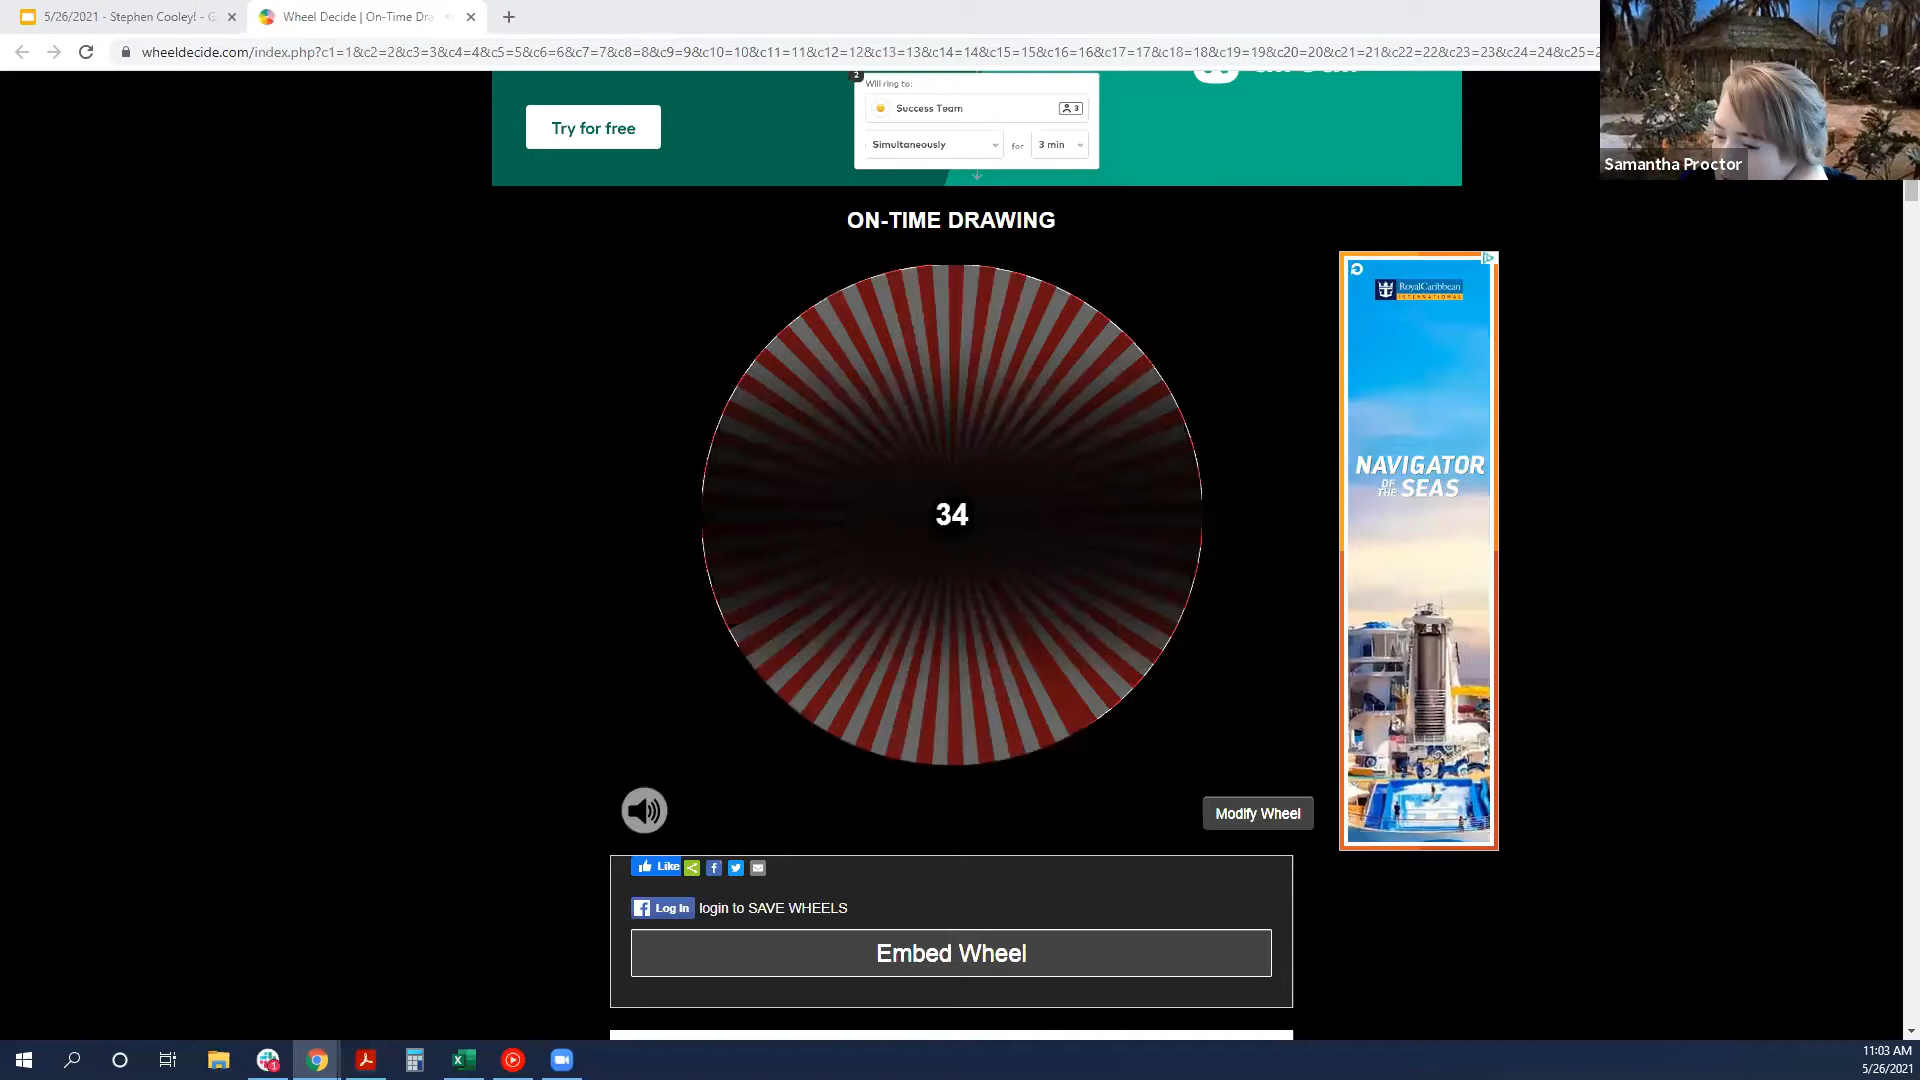 5/26/2021 - Stephen Cooley! - G
Wheel Decide | On-Time Dra
wheeldecide.com/index.php?c1=1&c2=2&c3=3&c4=4&c5=5&c6=6&c7=7&c8=8&c9=9&c10=10&c11=11&c12=12&c13=13&c14=14&c15=15&c16=16&c17=17&c18=18&c19=19&c20=20&c21=21&c22=22&c23=23&c24=24&c25=2
2
Will ring to:
Success Team
3
Try for free
Simultaneously
for
3 min
Samantha Proctor
ON-TIME DRAWING
RoyalCaribbean
INTERNATIONAL
NAVIGATOR
OF THE SEAS
34
Modify Wheel
Like
Log In login to SAVE WHEELS
Embed Wheel
1
11:03 AM
5/26/2021